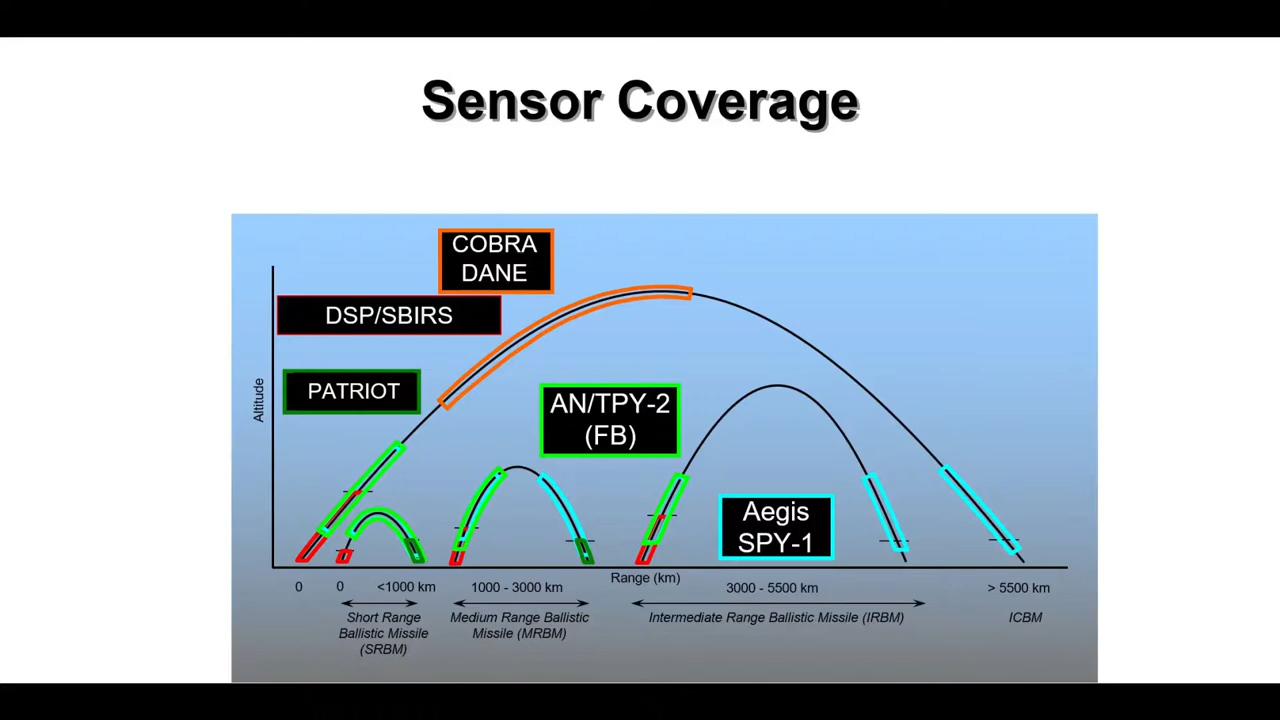 Sensor Coverage
COBRA
DANE
DSP/SBIRS
PATRIOT
AN/TPY-2
(FB)
Aegis
SPY-1
Altitude
Range (km)
0
0
<1000 km
1000 - 3000 km
3000 - 5500 km
> 5500 km
Short Range
Ballistic Missile
(SRBM)
Medium Range Ballistic
Missile (MRBM)
Intermediate Range Ballistic Missile (IRBM)
ICBM